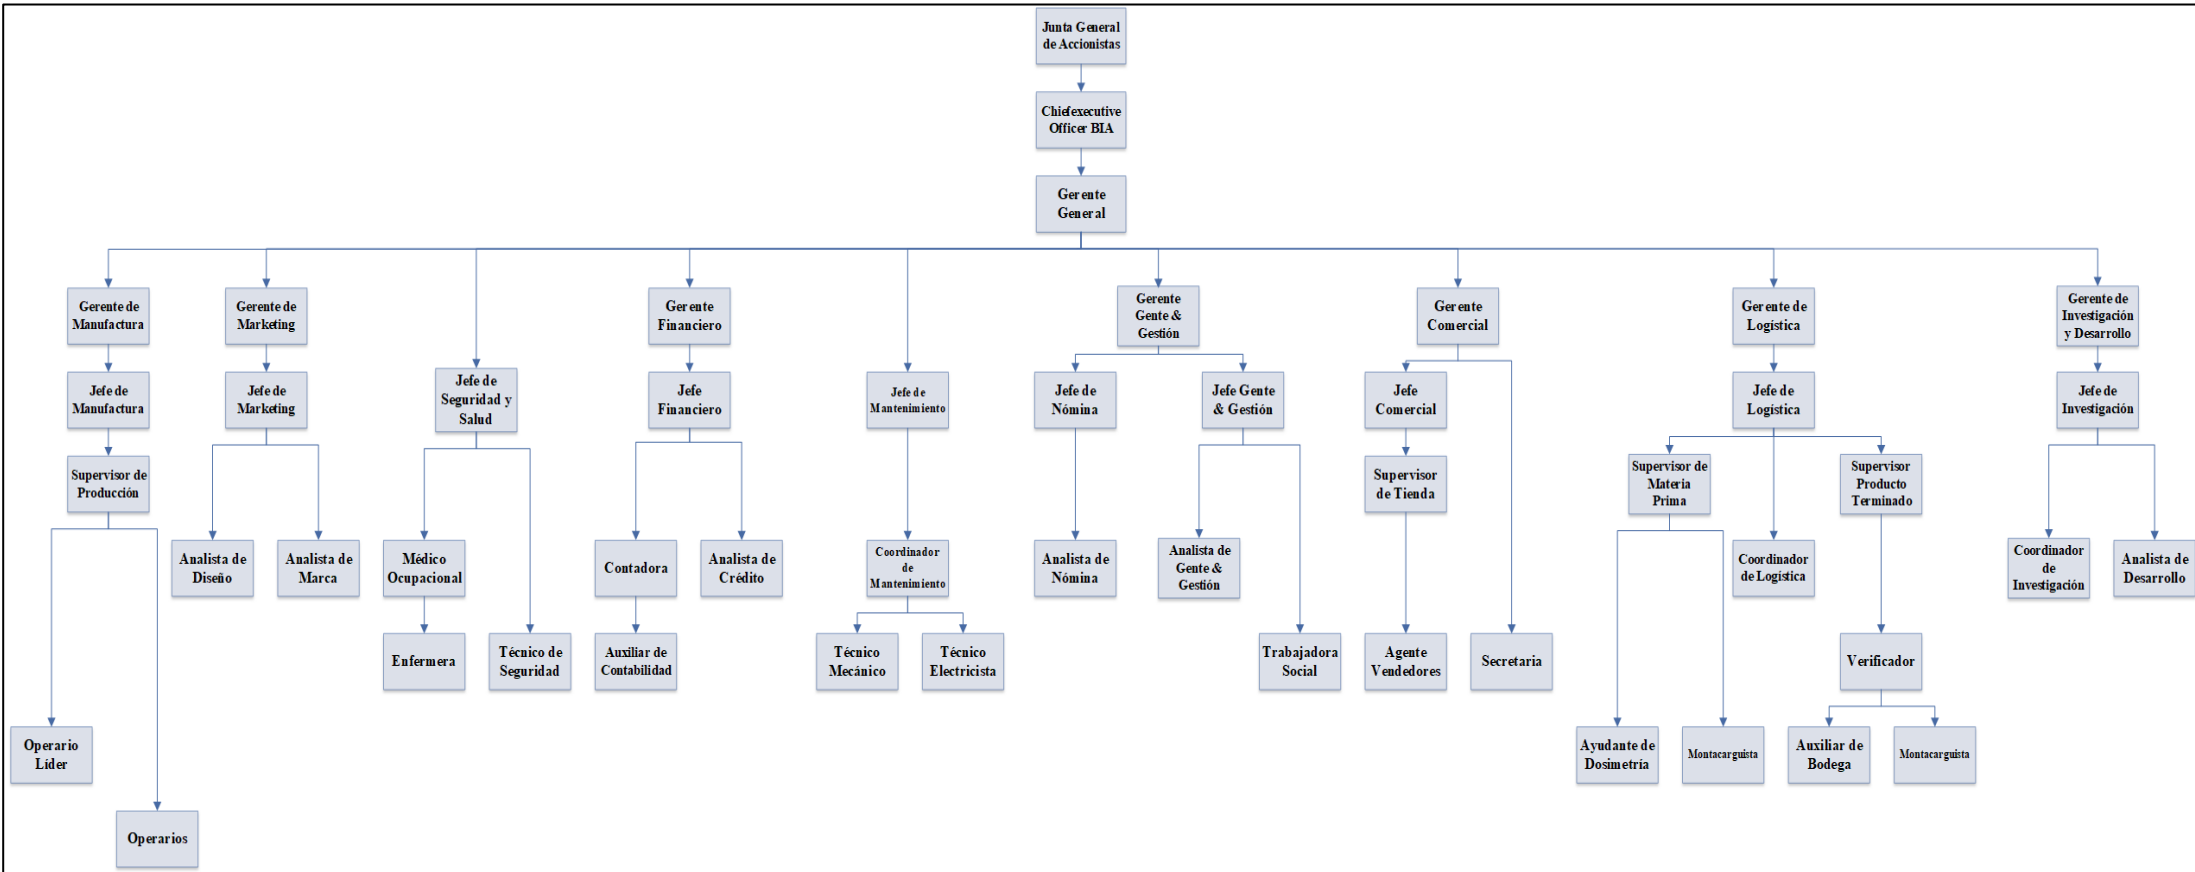 Junta General
de Accionistas
Chiefexecutive
Officer BIA
Gerente
General
Gerente de
Manufactura
Gerente de
Marketing
Gerente
Financiero
Gerente
Gente &
Gestión
Gerente
Comercial
Gerente de
Logística
Gerente de
Investigación
y Desarrollo
Jefe de
Manufactura
Jefe de
Marketing
Jefe de
Seguridad y
Salud
Jefe
Financiero
Jefe de
Mantenimiento
Jefe de
Nómina
Jefe Gente
& Gestión
Jefe
Comercial
Jefe de
Logística
Jefe de
Investigación
Supervisor de
Producción
Supervisor
de Tienda
Supervisor de
Materia
Prima
Supervisor
Producto
Terminado
Analista de
Diseño
Analista de
Marca
Médico
Ocupacional
Contadora
Analista de
Crédito
Coordinador
de
Mantenimiento
Analista de
Nómina
Analista de
Gente &
Gestión
Coordinador
de Logística
Coordinador
de
Investigación
Analista de
Desarrollo
Enfermera
Técnico de
Seguridad
Auxiliar de
Contabilidad
Técnico
Mecánico
Técnico
Electricista
Trabajadora
Social
Agente
Vendedores
Secretaria
Verificador
Operario
Líder
Ayudante de
Dosimetría
Montacarguista
Auxiliar de
Bodega
Montacarguista
Operarios